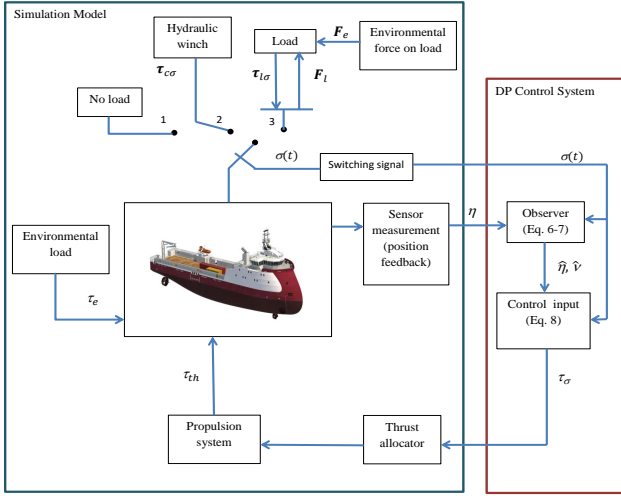 Simulation Model
Hydraulic
winch
Load
F_e
Environmental
force on load
τ_cσ
τ_lσ
F_l
DP Control System
No load
1
2
3
σ(t)
Switching signal
σ(t)
Environmental
load
Sensor
measurement
(position
feedback)
η
Observer
(Eq. 6-7)
τ_e
η̂, ν̂
Control input
(Eq. 8)
τ_th
τ_σ
Propulsion
system
Thrust
allocator